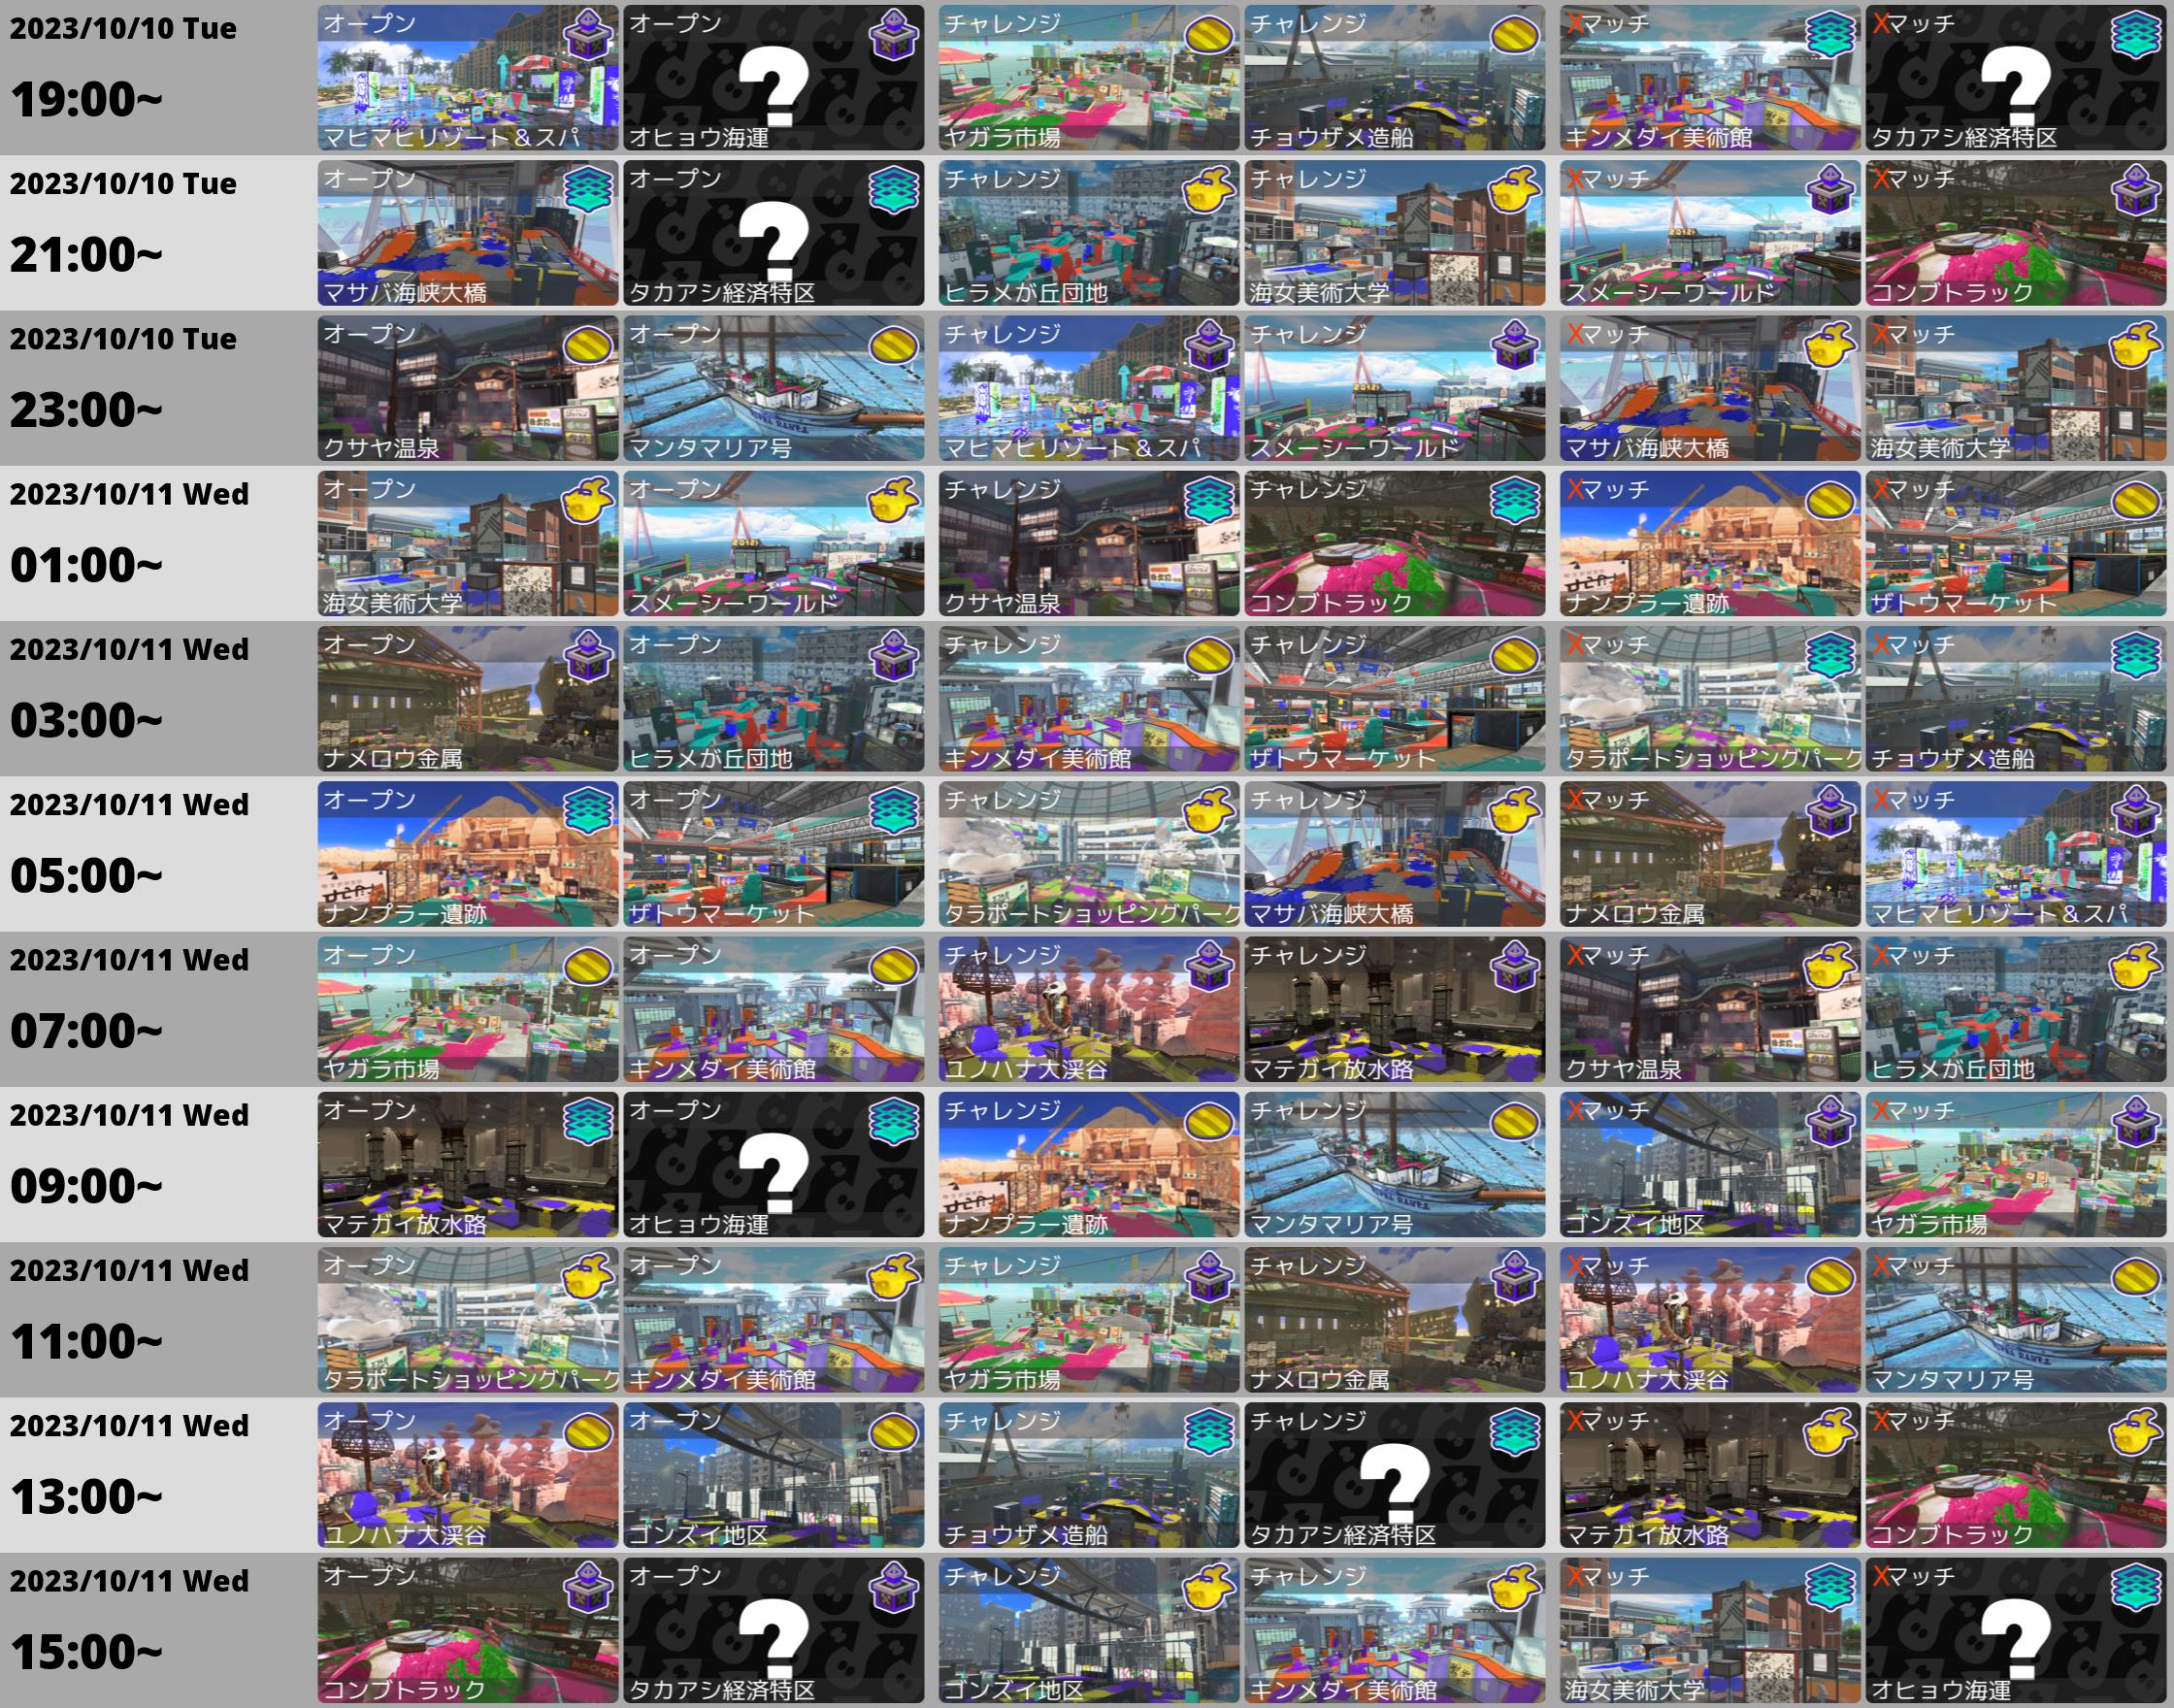 2023/10/10 Tue
19:00~
オープン
マヒマヒリゾート＆スパ
オープン
オヒョウ海運
チャレンジ
ヤガラ市場
チャレンジ
チョウザメ造船
Xマッチ
キンメダイ美術館
Xマッチ
タカアシ経済特区
2023/10/10 Tue
21:00~
オープン
マサバ海峡大橋
オープン
タカアシ経済特区
チャレンジ
ヒラメが丘団地
チャレンジ
海女美術大学
Xマッチ
スメーシーワールド
Xマッチ
コンブトラック
2023/10/10 Tue
23:00~
オープン
クサヤ温泉
オープン
マンタマリア号
チャレンジ
マヒマヒリゾート＆スパ
チャレンジ
スメーシーワールド
Xマッチ
マサバ海峡大橋
Xマッチ
海女美術大学
2023/10/11 Wed
01:00~
オープン
海女美術大学
オープン
スメーシーワールド
チャレンジ
クサヤ温泉
チャレンジ
コンブトラック
Xマッチ
ナンプラー遺跡
Xマッチ
ザトウマーケット
2023/10/11 Wed
03:00~
オープン
ナメロウ金属
オープン
ヒラメが丘団地
チャレンジ
キンメダイ美術館
チャレンジ
ザトウマーケット
Xマッチ
タラポートショッピングパーク
Xマッチ
チョウザメ造船
2023/10/11 Wed
05:00~
オープン
ナンプラー遺跡
オープン
ザトウマーケット
チャレンジ
タラポートショッピングパーク
チャレンジ
マサバ海峡大橋
Xマッチ
ナメロウ金属
Xマッチ
マヒマヒリゾート＆スパ
2023/10/11 Wed
07:00~
オープン
ヤガラ市場
オープン
キンメダイ美術館
チャレンジ
ユノハナ大渓谷
チャレンジ
マテガイ放水路
Xマッチ
クサヤ温泉
Xマッチ
ヒラメが丘団地
2023/10/11 Wed
09:00~
オープン
マテガイ放水路
オープン
オヒョウ海運
チャレンジ
ナンプラー遺跡
チャレンジ
マンタマリア号
Xマッチ
ゴンズイ地区
Xマッチ
ヤガラ市場
2023/10/11 Wed
11:00~
オープン
タラポートショッピングパーク
オープン
キンメダイ美術館
チャレンジ
ヤガラ市場
チャレンジ
ナメロウ金属
Xマッチ
ユノハナ大渓谷
Xマッチ
マンタマリア号
2023/10/11 Wed
13:00~
オープン
ユノハナ大渓谷
オープン
ゴンズイ地区
チャレンジ
チョウザメ造船
チャレンジ
タカアシ経済特区
Xマッチ
マテガイ放水路
Xマッチ
コンブトラック
2023/10/11 Wed
15:00~
オープン
コンブトラック
オープン
タカアシ経済特区
チャレンジ
ゴンズイ地区
チャレンジ
キンメダイ美術館
Xマッチ
海女美術大学
Xマッチ
オヒョウ海運